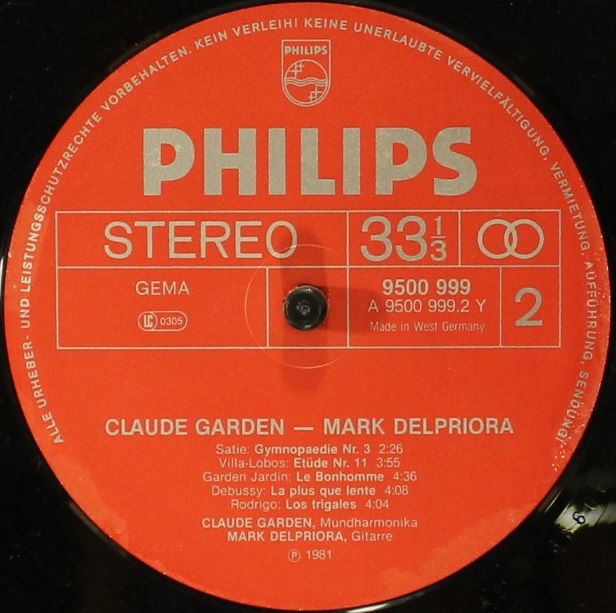 ALLE URHEBER- UND LEISTUNGSSCHUTZRECHTE VORBEHALTEN. KEIN VERLEIH! KEINE UNERLAUBTE VERVIELFÄLTIGUNG, VERMIETUNG, AUFFÜHRUNG, SENDUNG!
PHILIPS
PHILIPS
STEREO 33 1/3
GEMA
LC 0305
9500 999
A 9500 999.2 Y
Made in West Germany
2
CLAUDE GARDEN — MARK DELPRIORA
Satie: Gymnopaedie Nr. 3 2:26
Villa-Lobos: Etüde Nr. 11 3:55
Garden Jardin: Le Bonhomme 4:36
Debussy: La plus que lente 4:08
Rodrigo: Los trigales 4:04
CLAUDE GARDEN, Mundharmonika
MARK DELPRIORA, Gitarre
℗ 1981